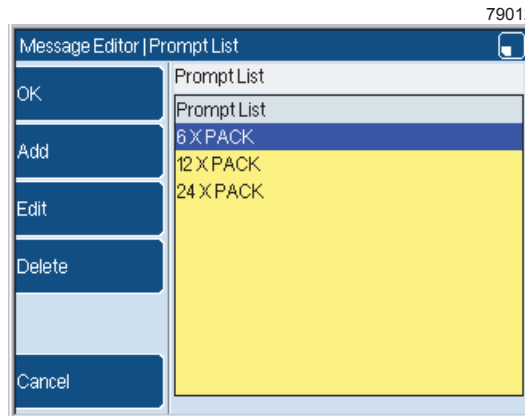 7901
Message Editor | Prompt List
OK
Add
Edit
Delete
Cancel
Prompt List
Prompt List
6 X PACK
12 X PACK
24 X PACK